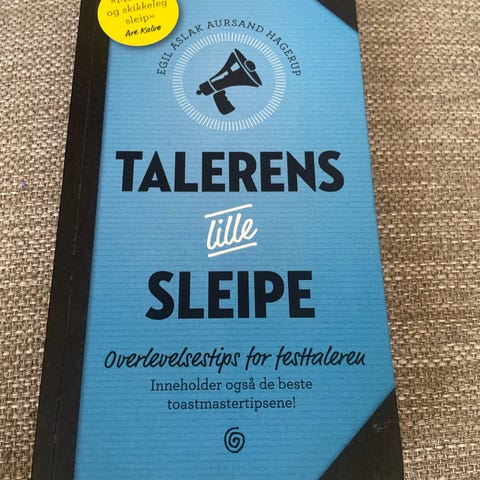 og skikkeleg
sleip»
Are Kalvø
EGIL ASLAK AURSAND HAGERUP
TALERENS
lille
SLEIPE
Overlevelsestips for festtaleren
Inneholder også de beste
toastmastertipsene!